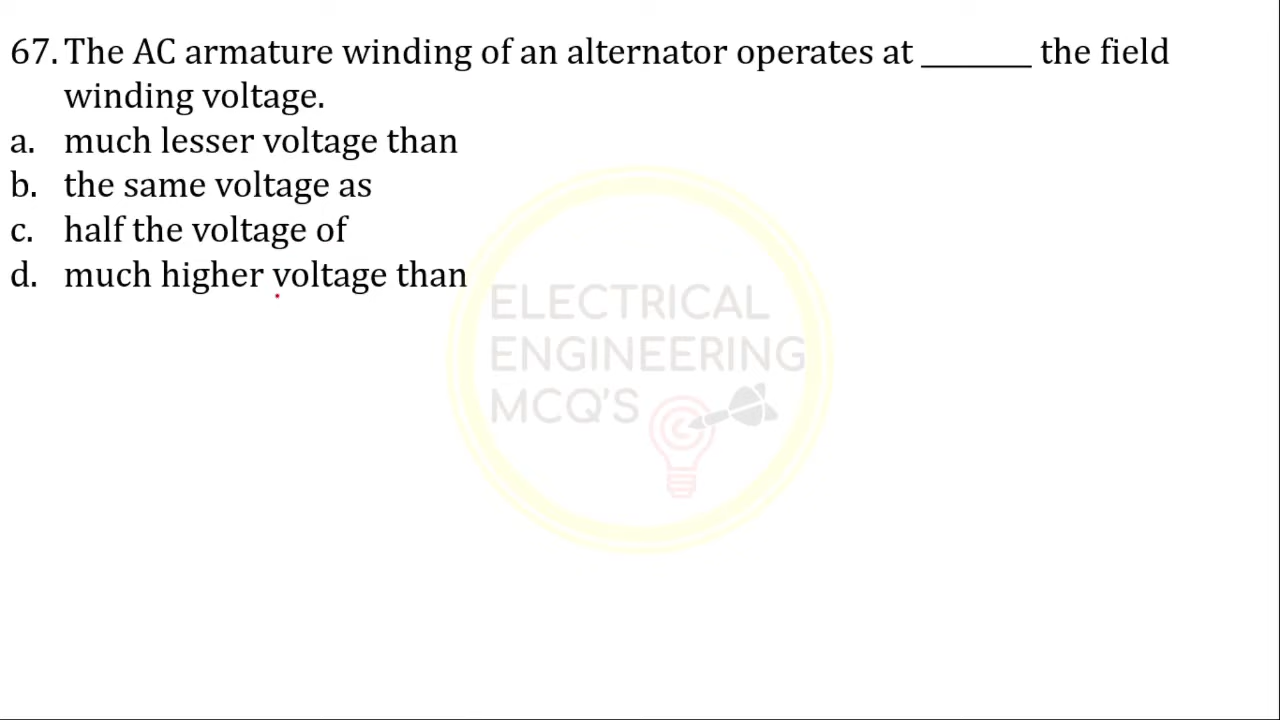 67. The AC armature winding of an alternator operates at ________ the field
winding voltage.
a. much lesser voltage than
b. the same voltage as
c. half the voltage of
d. much higher voltage than
ELECTRICAL
ENGINEERING
MCQ'S